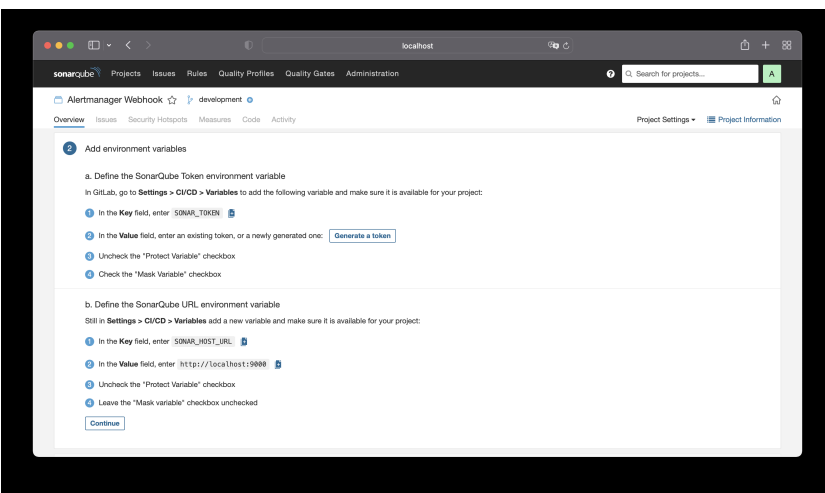 localhost
sonarqube Projects Issues Rules Quality Profiles Quality Gates Administration ? Search for projects... A
Alertmanager Webhook development
Overview Issues Security Hotspots Measures Code Activity Project Settings Project Information
2 Add environment variables
a. Define the SonarQube Token environment variable
In GitLab, go to Settings > CI/CD > Variables to add the following variable and make sure it is available for your project:
1 In the Key field, enter SONAR_TOKEN
2 In the Value field, enter an existing token, or a newly generated one: Generate a token
3 Uncheck the "Protect Variable" checkbox
4 Check the "Mask Variable" checkbox
b. Define the SonarQube URL environment variable
Still in Settings > CI/CD > Variables add a new variable and make sure it is available for your project:
1 In the Key field, enter SONAR_HOST_URL
2 In the Value field, enter http://localhost:9000
3 Uncheck the "Protect Variable" checkbox
4 Leave the "Mask variable" checkbox unchecked
Continue